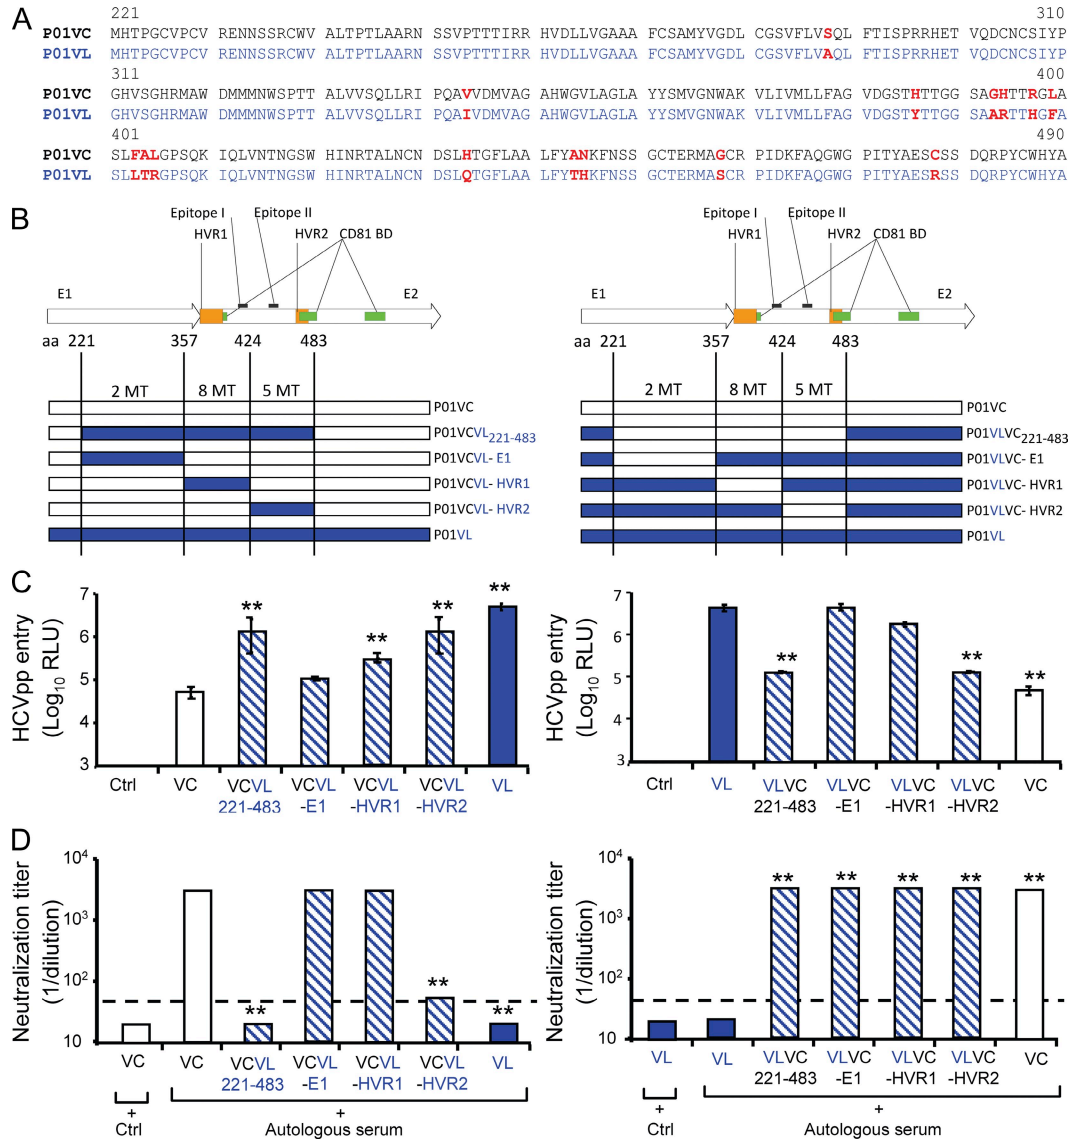 A
221 310
P01VC MHTPGCVPCV RENNSSRCWV ALTPTLAARN SSVPTTTIRR HVDLLVGAAA FCSAMYVGDL CGSVFLVSQL FTISPRRHET VQDCNCSIYP
P01VL MHTPGCVPCV RENNSSRCWV ALTPTLAARN SSVPTTTIRR HVDLLVGAAA FCSAMYVGDL CGSVFLVAQL FTISPRRHET VQDCNCSIYP
311 400
P01VC GHVSGHRMAW DMMMNWSPTT ALVVSQLLRI PQAVVDMVAG AHWGVLAGLA YYSMVGNWAK VLIVMLLFAG VDGSTHTTGG SAGHTTRGLA
P01VL GHVSGHRMAW DMMMNWSPTT ALVVSQLLRI PQAIVDMVAG AHWGVLAGLA YYSMVGNWAK VLIVMLLFAG VDGSTYTTGG SAARTTHGFA
401 490
P01VC SLFALGPSQK IQLVNTNGSW HINRTALNCN DSLHTGFLAA LFYANKFNSS GCTERMAGCR PIDKFAQGWG PITYAESCSS DQRPYCWHYA
P01VL SLLTRGPSQK IQLVNTNGSW HINRTALNCN DSLQTGFLAA LFYTHKFNSS GCTERMASCR PIDKFAQGWG PITYAESRSS DQRPYCWHYA
B
Epitope I Epitope II
HVR1 HVR2 CD81 BD
E1 E2
aa 221 357 424 483
2 MT 8 MT 5 MT
P01VC
P01VCVL221-483
P01VCVL- E1
P01VCVL- HVR1
P01VCVL- HVR2
P01VL
Epitope I Epitope II
HVR1 HVR2 CD81 BD
E1 E2
aa 221 357 424 483
2 MT 8 MT 5 MT
P01VC
P01VLVC221-483
P01VLVC- E1
P01VLVC- HVR1
P01VLVC- HVR2
P01VL
C
HCVpp entry
(Log10 RLU)
7
6
5
4
3
** ** ** **
Ctrl VC VCVL VCVL VCVL VCVL VL
221-483 -E1 -HVR1 -HVR2
HCVpp entry
(Log10 RLU)
7
6
5
4
3
** ** **
Ctrl VL VLVC VLVC VLVC VLVC VC
221-483 -E1 -HVR1 -HVR2
D
Neutralization titer
(1/dilution)
10^4
10^3
10^2
10
** ** **
VC VC VCVL VCVL VCVL VCVL VL
221-483 -E1 -HVR1 -HVR2
+ +
Ctrl Autologous serum
Neutralization titer
(1/dilution)
10^4
10^3
10^2
10
** ** ** ** **
VL VL VLVC VLVC VLVC VLVC VC
221-483 -E1 -HVR1 -HVR2
+ +
Ctrl Autologous serum